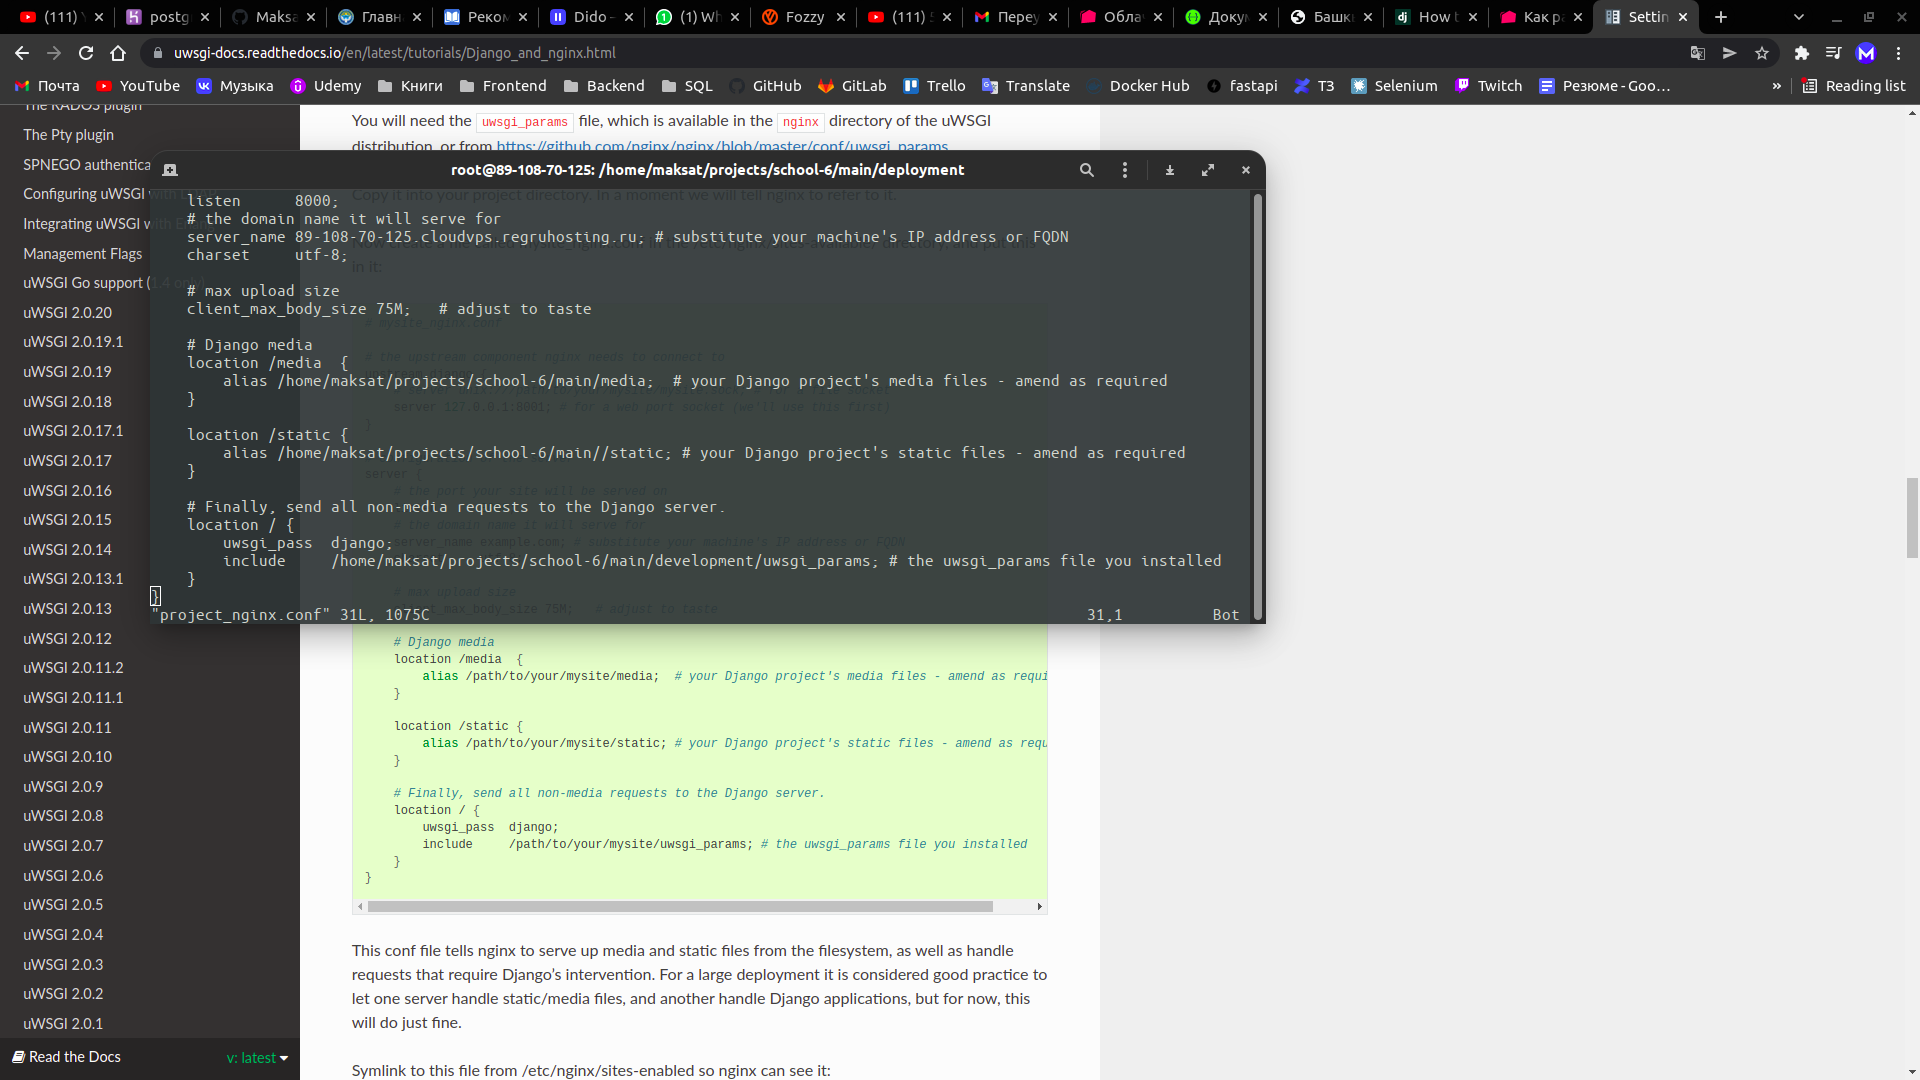 (111) Y
postg
Maksa
Главн
Реком
Dido -
(1) Wh
Fozzy
(111) 5
Переу
Обла
Докум
Башк
How t
Как р
Settin
uwsgi-docs.readthedocs.io/en/latest/tutorials/Django_and_nginx.html
Почта
YouTube
Музыка
Udemy
Книги
Frontend
Backend
SQL
GitHub
GitLab
Trello
Translate
Docker Hub
fastapi
ТЗ
Selenium
Twitch
Резюме - Goo...
»
Reading list
The RADOS plugin
The Pty plugin
SPNEGO authentica
Configuring uWSGI
Integrating uWSGI
Management Flags
uWSGI Go support (1.4 only)
uWSGI 2.0.20
uWSGI 2.0.19.1
uWSGI 2.0.19
uWSGI 2.0.18
uWSGI 2.0.17.1
uWSGI 2.0.17
uWSGI 2.0.16
uWSGI 2.0.15
uWSGI 2.0.14
uWSGI 2.0.13.1
uWSGI 2.0.13
uWSGI 2.0.12
uWSGI 2.0.11.2
uWSGI 2.0.11.1
uWSGI 2.0.11
uWSGI 2.0.10
uWSGI 2.0.9
uWSGI 2.0.8
uWSGI 2.0.7
uWSGI 2.0.6
uWSGI 2.0.5
uWSGI 2.0.4
uWSGI 2.0.3
uWSGI 2.0.2
uWSGI 2.0.1
Read the Docs
v: latest
You will need the uwsgi_params file, which is available in the nginx directory of the uWSGI
distribution, or from https://github.com/nginx/nginx/blob/master/conf/uwsgi_params
root@89-108-70-125: /home/maksat/projects/school-6/main/deployment
Copy it into your project directory. In a moment we will tell nginx to refer to it.
listen      8000;
# the domain name it will serve for
server_name 89-108-70-125.cloudvps.regruhosting.ru; # substitute your machine's IP address or FQDN
charset     utf-8;
in it:
# max upload size
client_max_body_size 75M;   # adjust to taste
# Django media
location /media  {
alias /home/maksat/projects/school-6/main/media;  # your Django project's media files - amend as required
}
location /static {
alias /home/maksat/projects/school-6/main//static; # your Django project's static files - amend as required
}
# Finally, send all non-media requests to the Django server.
location / {
uwsgi_pass  django;
include     /home/maksat/projects/school-6/main/development/uwsgi_params; # the uwsgi_params file you installed
}
}
"project_nginx.conf" 31L, 1075C
31,1
Bot
# Django media
location /media  {
alias /path/to/your/mysite/media;  # your Django project's media files - amend as requi
}
location /static {
alias /path/to/your/mysite/static; # your Django project's static files - amend as requ
}
# Finally, send all non-media requests to the Django server.
location / {
uwsgi_pass  django;
include     /path/to/your/mysite/uwsgi_params; # the uwsgi_params file you installed
}
}
This conf file tells nginx to serve up media and static files from the filesystem, as well as handle
requests that require Django’s intervention. For a large deployment it is considered good practice to
let one server handle static/media files, and another handle Django applications, but for now, this
will do just fine.
Symlink to this file from /etc/nginx/sites-enabled so nginx can see it: